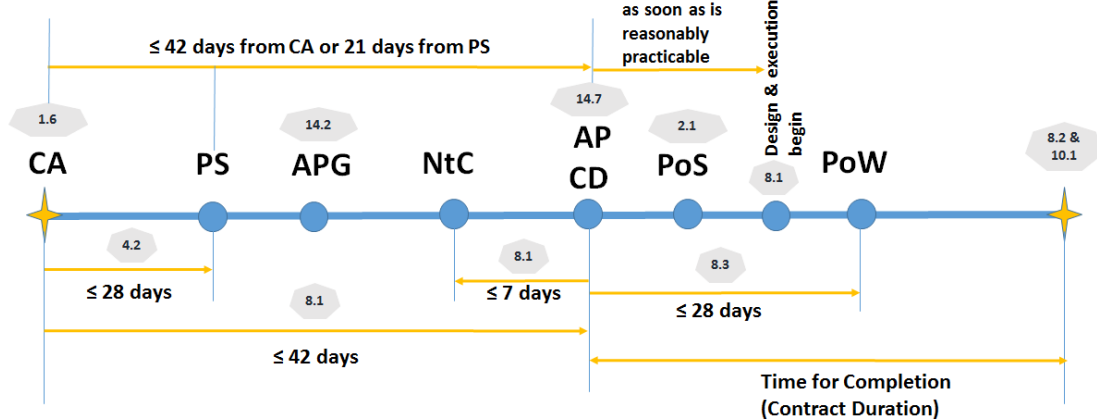 as soon as is
reasonably
practicable
≤ 42 days from CA or 21 days from PS
Design & execution
begin
1.6
14.2
14.7
2.1
8.1
8.2 &
10.1
CA
PS
APG
NtC
AP
CD
PoS
PoW
4.2
≤ 28 days
8.1
≤ 7 days
8.3
≤ 28 days
8.1
≤ 42 days
Time for Completion
(Contract Duration)